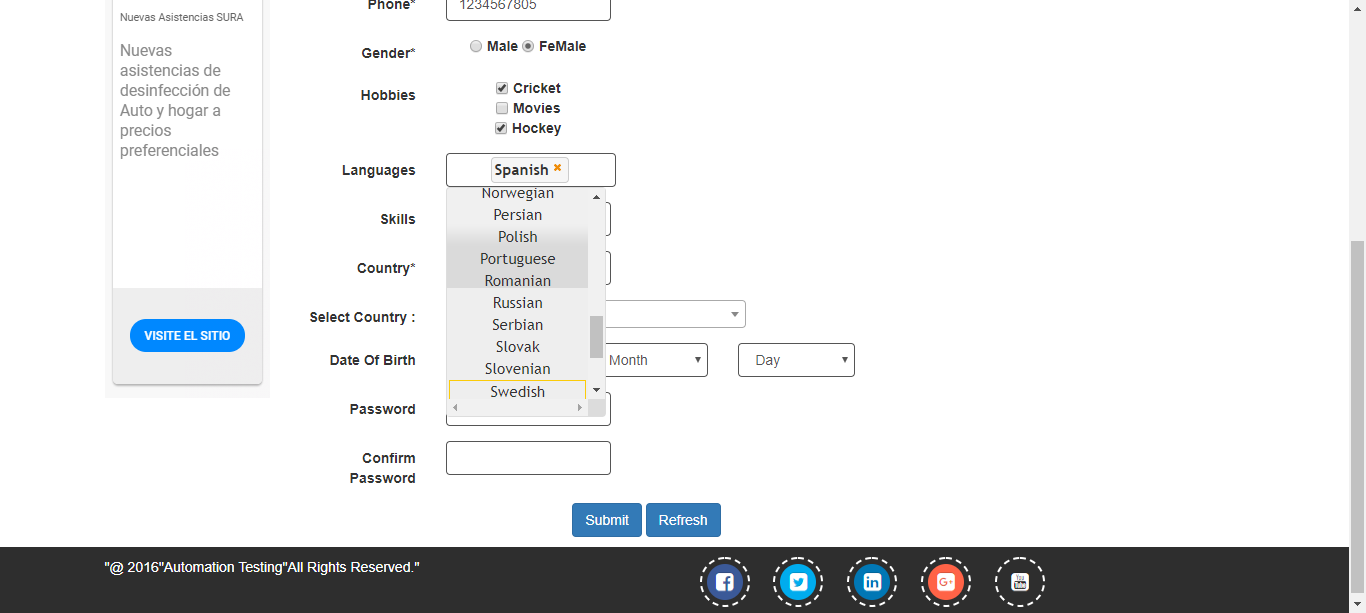 Nuevas Asistencias SURA
Nuevas
asistencias de
desinfección de
Auto y hogar a
precios
preferenciales
VISITE EL SITIO
Phone*
1234567805
Gender*
Male FeMale
Hobbies
Cricket
Movies
Hockey
Languages
Spanish
Norwegian
Persian
Polish
Portuguese
Romanian
Russian
Serbian
Slovak
Slovenian
Swedish
Skills
Country*
Select Country :
Date Of Birth
Month
Day
Password
Confirm
Password
Submit
Refresh
"@ 2016"Automation Testing"All Rights Reserved."
f
in
G+
You
Tube